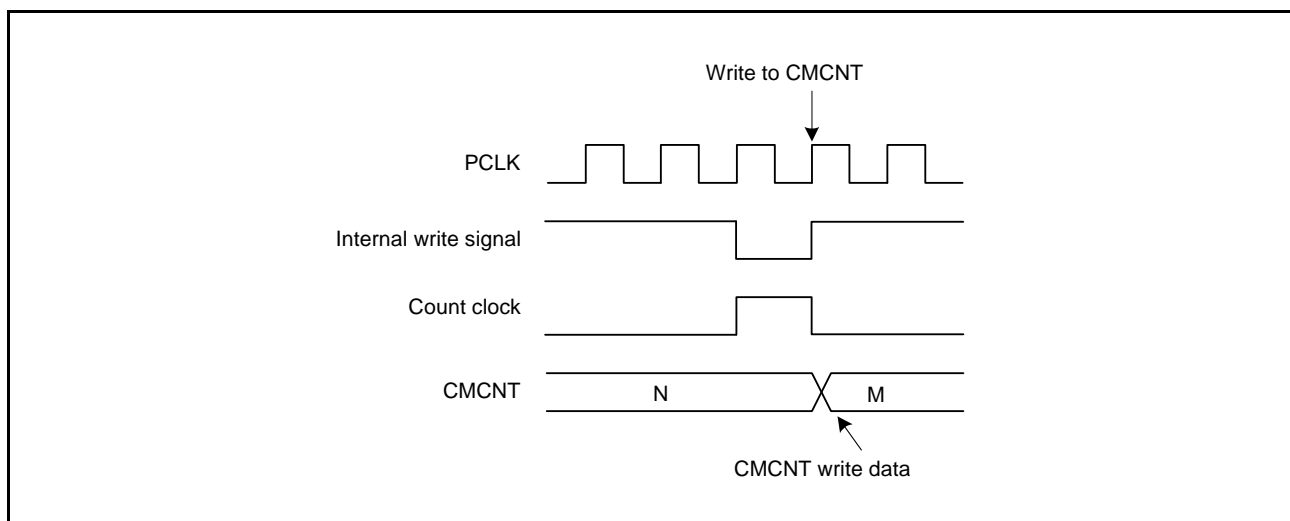 Write to CMCNT
PCLK
Internal write signal
Count clock
CMCNT
N
M
CMCNT write data